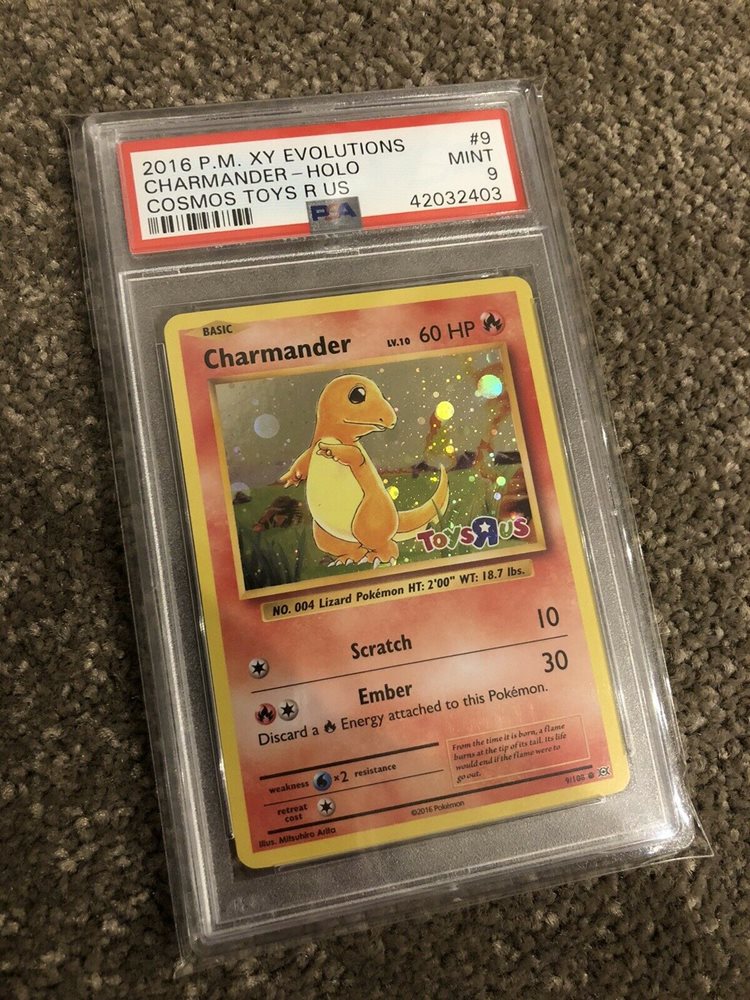 2016 P.M. XY EVOLUTIONS #9
CHARMANDER-HOLO MINT
COSMOS TOYS R US 9
PSA 42032403
BASIC
Charmander LV.10 60 HP
TOYSRUS
NO. 004 Lizard Pokémon HT: 2'00" WT: 18.7 lbs.
Scratch 10
Ember 30
Discard a Energy attached to this Pokémon.
weakness ×2 resistance
retreat
cost
From the time it is born, a flame
burns at the tip of its tail. Its life
would end if the flame were to
go out.
9/108
Illus. Mitsuhiro Arita
©2016 Pokémon